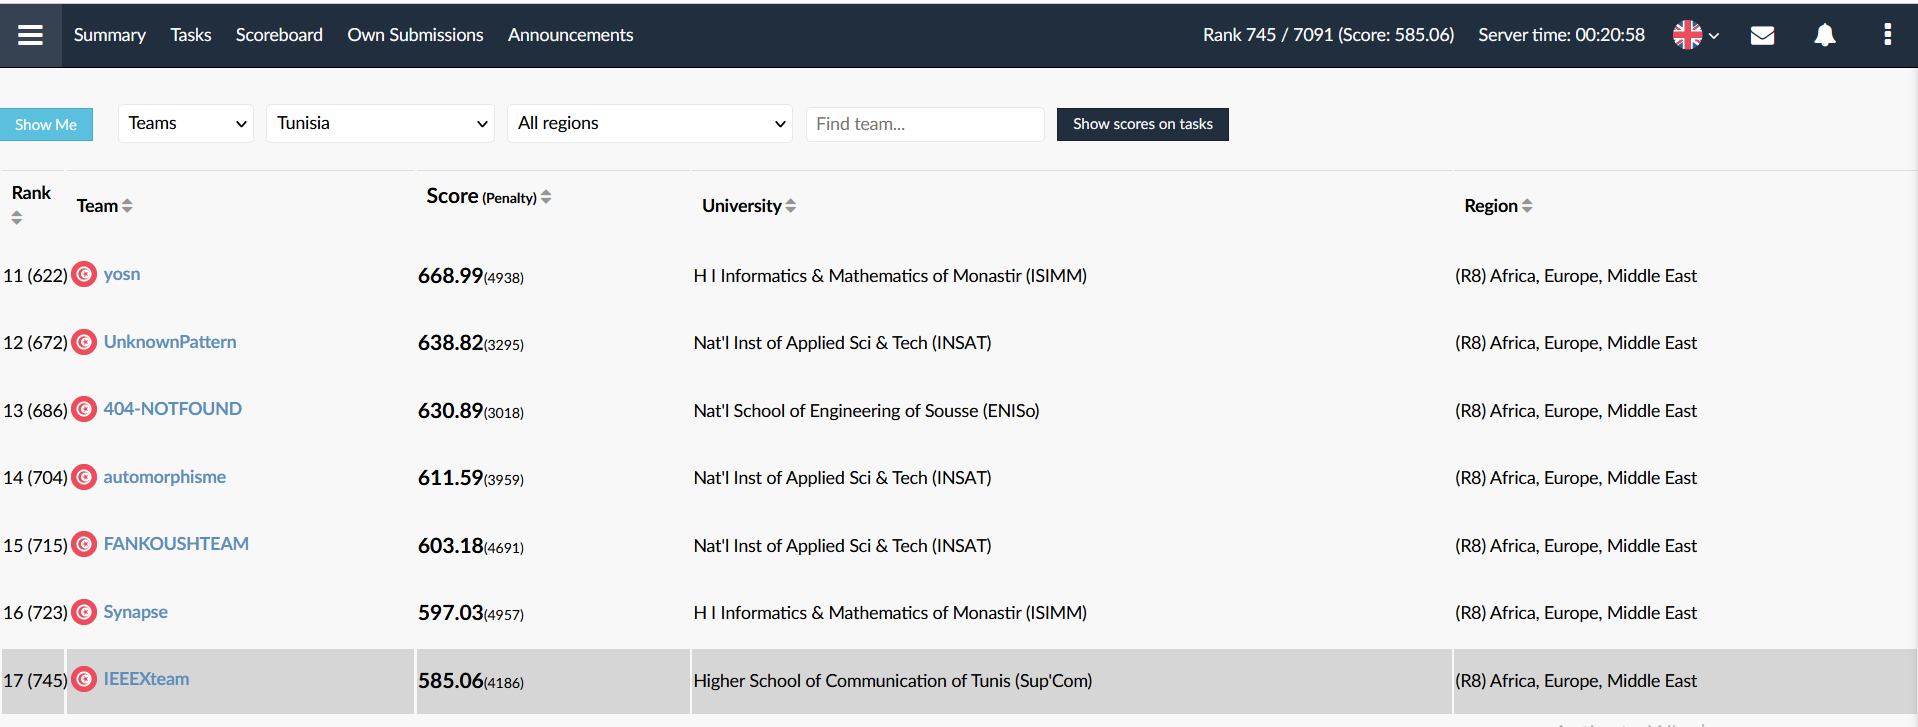 Summary Tasks Scoreboard Own Submissions Announcements Rank 745 / 7091 (Score: 585.06) Server time: 00:20:58
Show Me Teams Tunisia All regions Find team... Show scores on tasks
Rank Team Score (Penalty) University Region
11 (622) yosn 668.99(4938) H I Informatics & Mathematics of Monastir (ISIMM) (R8) Africa, Europe, Middle East
12 (672) UnknownPattern 638.82(3295) Nat'l Inst of Applied Sci & Tech (INSAT) (R8) Africa, Europe, Middle East
13 (686) 404-NOTFOUND 630.89(3018) Nat'l School of Engineering of Sousse (ENISo) (R8) Africa, Europe, Middle East
14 (704) automorphisme 611.59(3959) Nat'l Inst of Applied Sci & Tech (INSAT) (R8) Africa, Europe, Middle East
15 (715) FANKOUSHTEAM 603.18(4691) Nat'l Inst of Applied Sci & Tech (INSAT) (R8) Africa, Europe, Middle East
16 (723) Synapse 597.03(4957) H I Informatics & Mathematics of Monastir (ISIMM) (R8) Africa, Europe, Middle East
17 (745) IEEEXteam 585.06(4186) Higher School of Communication of Tunis (Sup'Com) (R8) Africa, Europe, Middle East